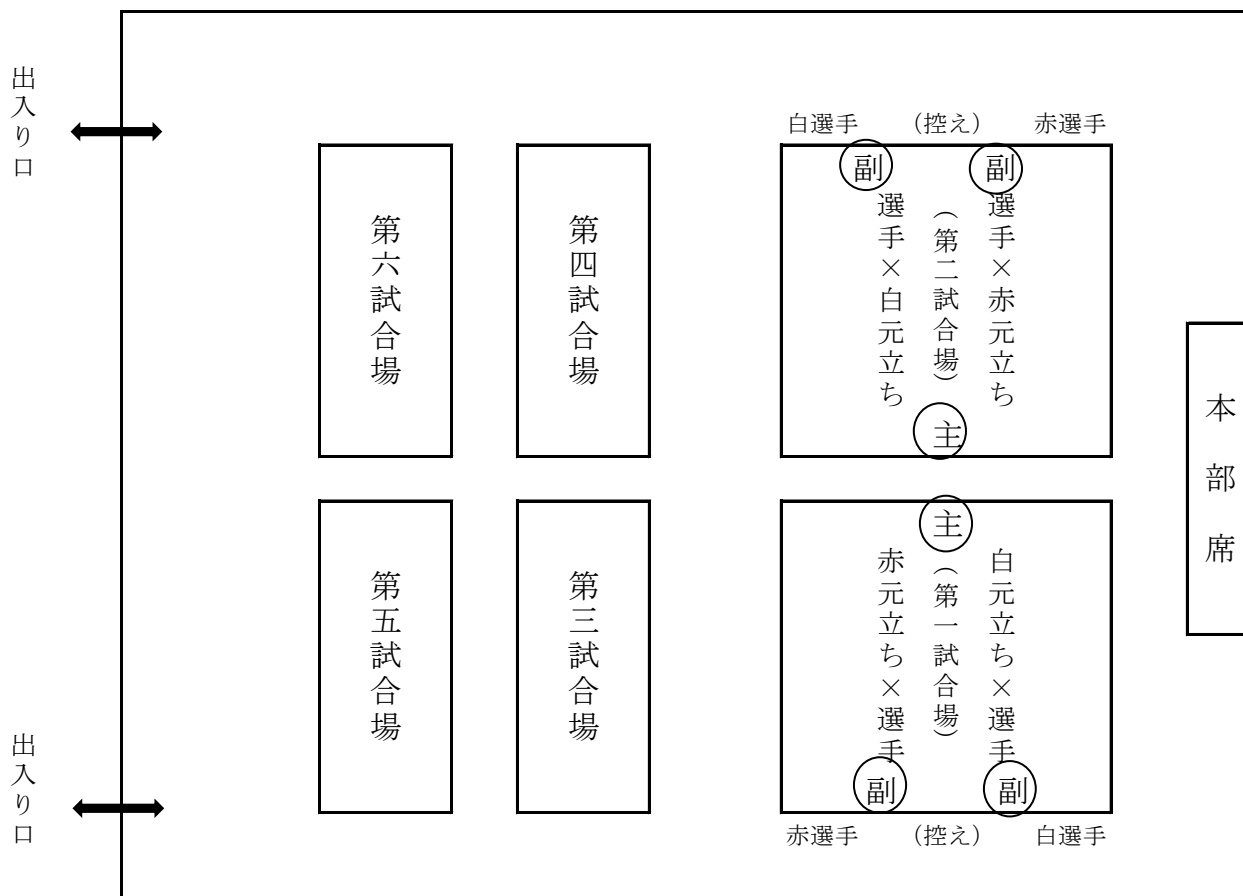 出入り口
白選手 （控え） 赤選手
副 副
選手×赤元立ち
（第二試合場）
選手×白元立ち
主
第四試合場
第六試合場
本部席
主
白元立ち×選手
（第一試合場）
赤元立ち×選手
副 副
赤選手 （控え） 白選手
第三試合場
第五試合場
出入り口